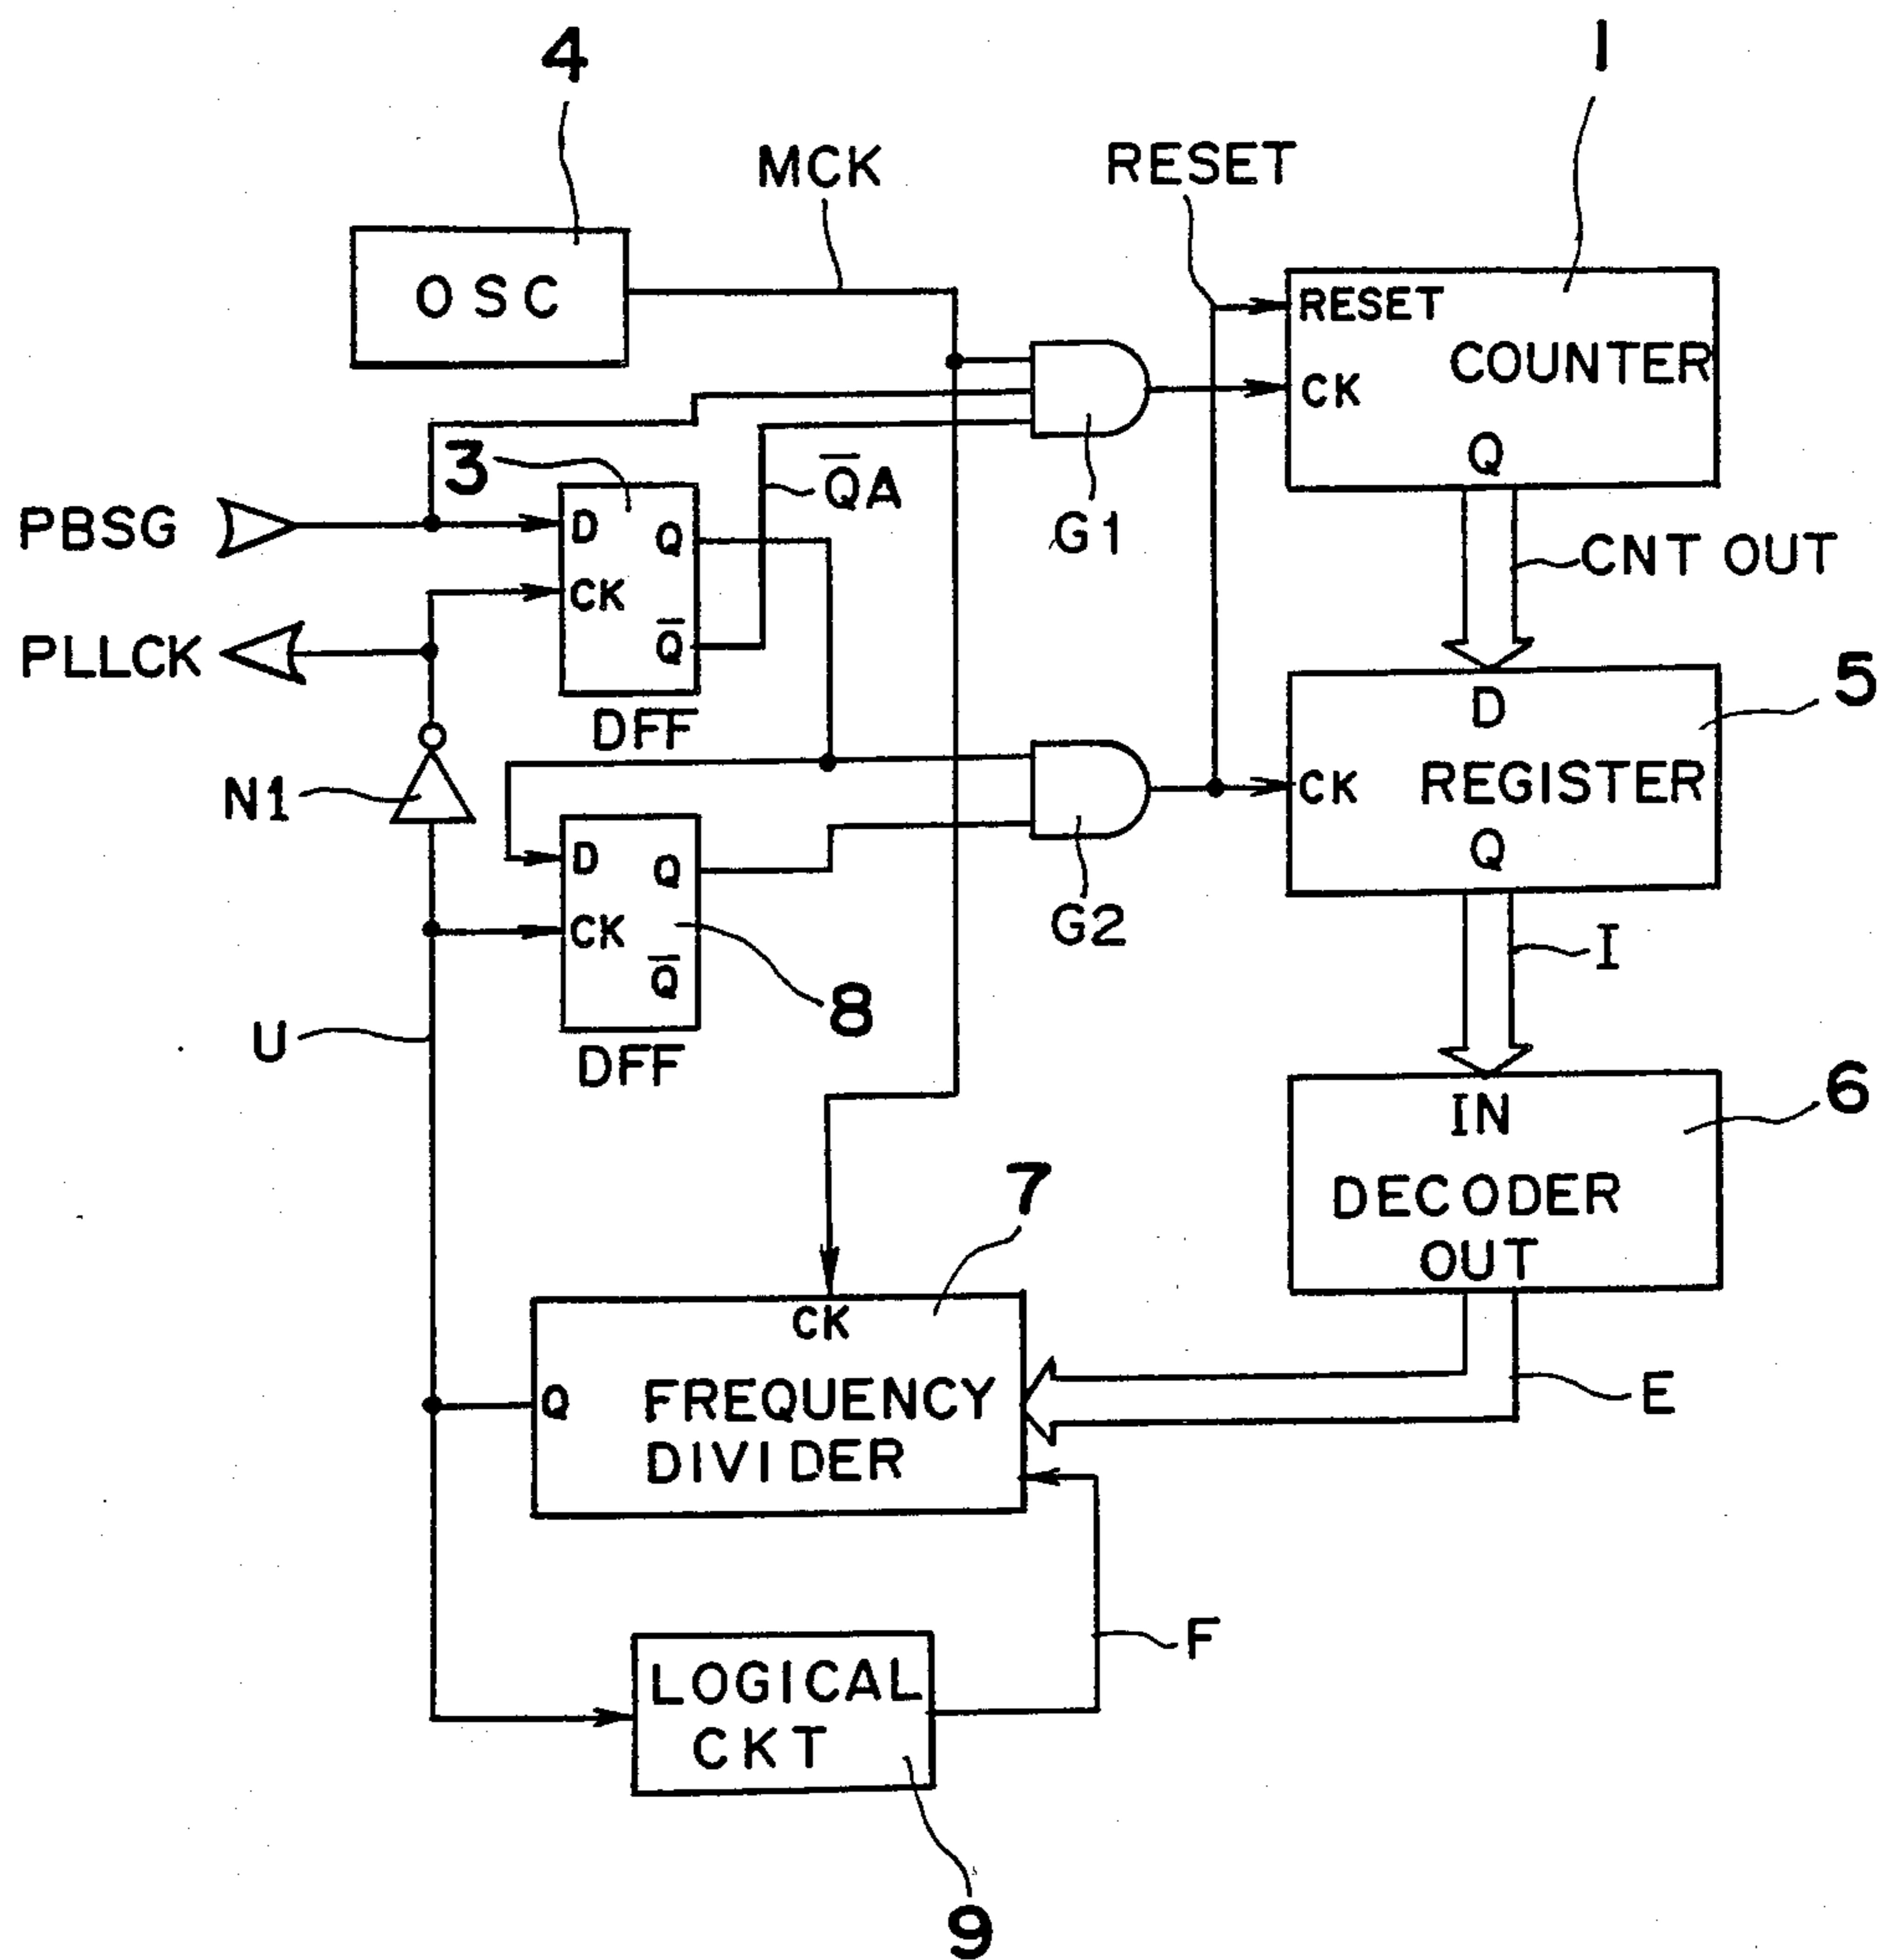 4
1
MCK
RESET
OSC
RESET
COUNTER
CK
Q
3
Q̅A
G1
PBSG
D
Q
CK
Q̅
CNT OUT
PLLCK
DFF
5
D
REGISTER
CK
Q
N1
D
Q
CK
Q̅
G2
8
I
U
DFF
6
IN
DECODER
OUT
7
CK
Q
FREQUENCY
DIVIDER
E
F
LOGICAL
CKT
9